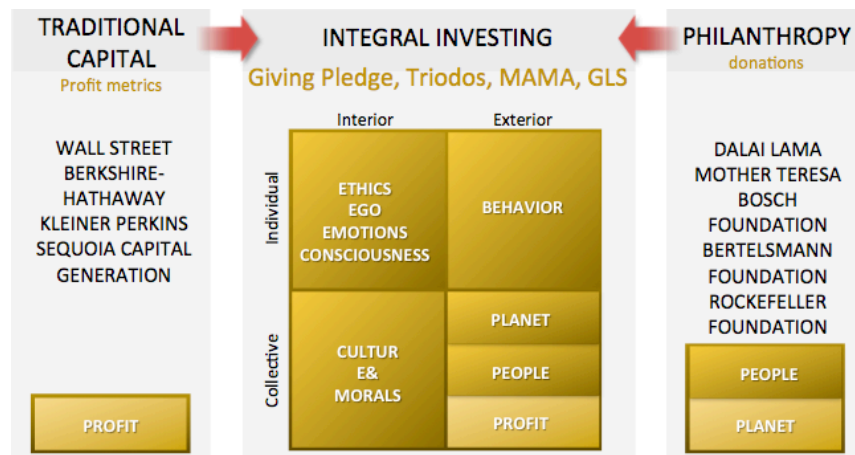 TRADITIONAL
CAPITAL
Profit metrics
WALL STREET
BERKSHIRE-
HATHAWAY
KLEINER PERKINS
SEQUOIA CAPITAL
GENERATION
PROFIT
INTEGRAL INVESTING
Giving Pledge, Triodos, MAMA, GLS
Interior
Exterior
Individual
ETHICS
EGO
EMOTIONS
CONSCIOUSNESS
BEHAVIOR
Collective
CULTUR
E&
MORALS
PLANET
PEOPLE
PROFIT
PHILANTHROPY
donations
DALAI LAMA
MOTHER TERESA
BOSCH
FOUNDATION
BERTELSMANN
FOUNDATION
ROCKEFELLER
FOUNDATION
PEOPLE
PLANET